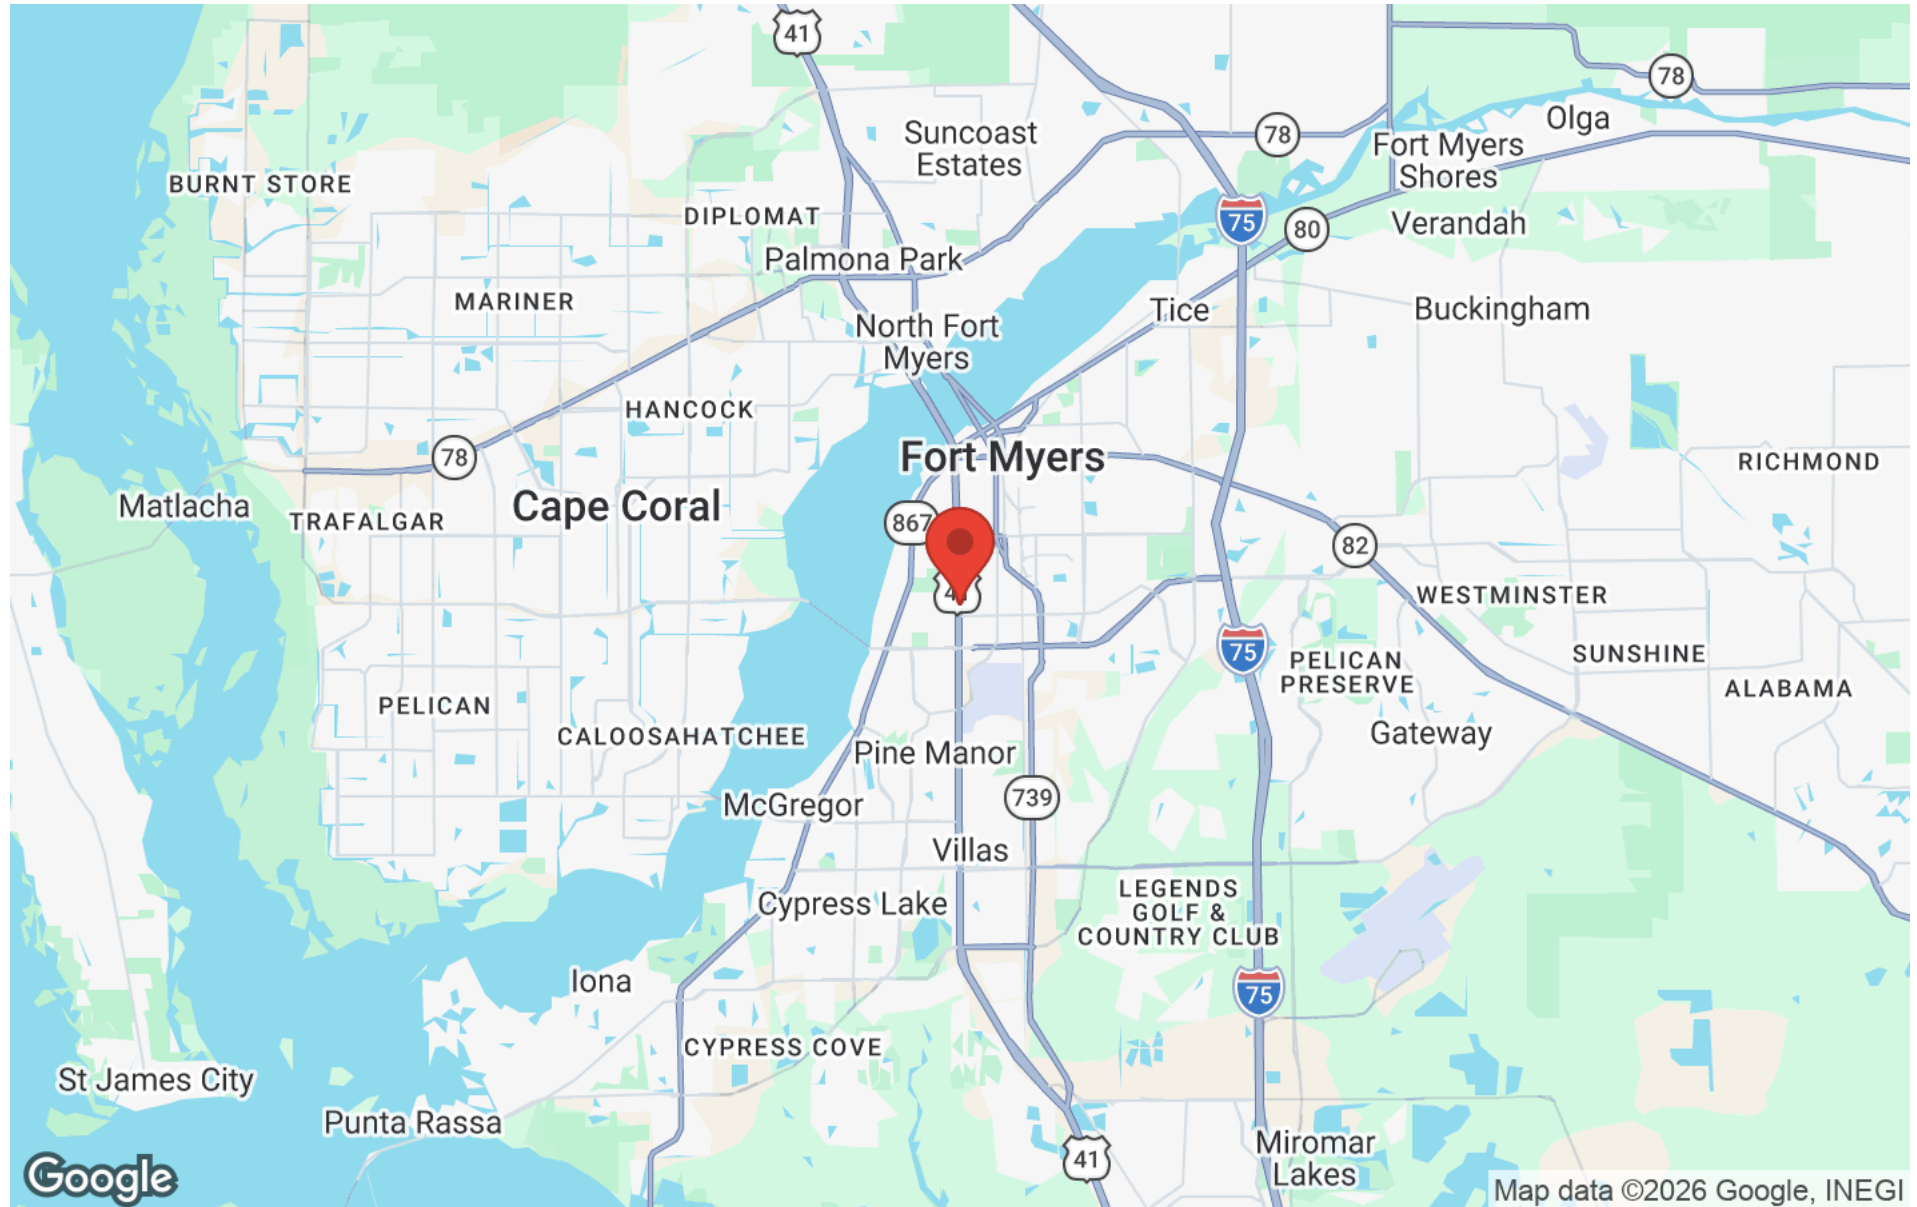 41
78
Olga
Suncoast
Estates
78
Fort Myers
Shores
BURNT STORE
DIPLOMAT
75
80
Verandah
Palmona Park
MARINER
Tice
Buckingham
North Fort
Myers
HANCOCK
78
Fort Myers
RICHMOND
Matlacha
TRAFALGAR
Cape Coral
867
82
WESTMINSTER
75
PELICAN
PRESERVE
SUNSHINE
ALABAMA
PELICAN
CALOOSAHATCHEE
Pine Manor
Gateway
McGregor
739
Villas
LEGENDS
GOLF &
COUNTRY CLUB
Cypress Lake
Iona
75
CYPRESS COVE
St James City
Punta Rassa
41
Miromar
Lakes
Google
Map data ©2026 Google, INEGI